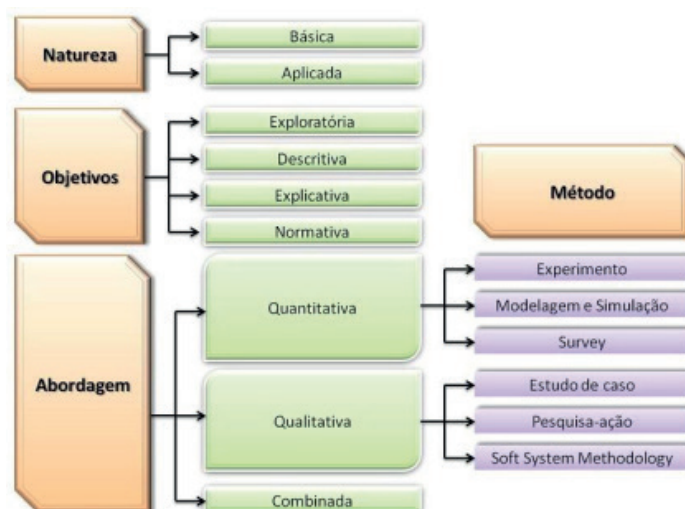 Natureza
Básica
Aplicada
Objetivos
Exploratória
Descritiva
Explicativa
Normativa
Método
Abordagem
Quantitativa
Experimento
Modelagem e Simulação
Survey
Qualitativa
Estudo de caso
Pesquisa-ação
Soft System Methodology
Combinada